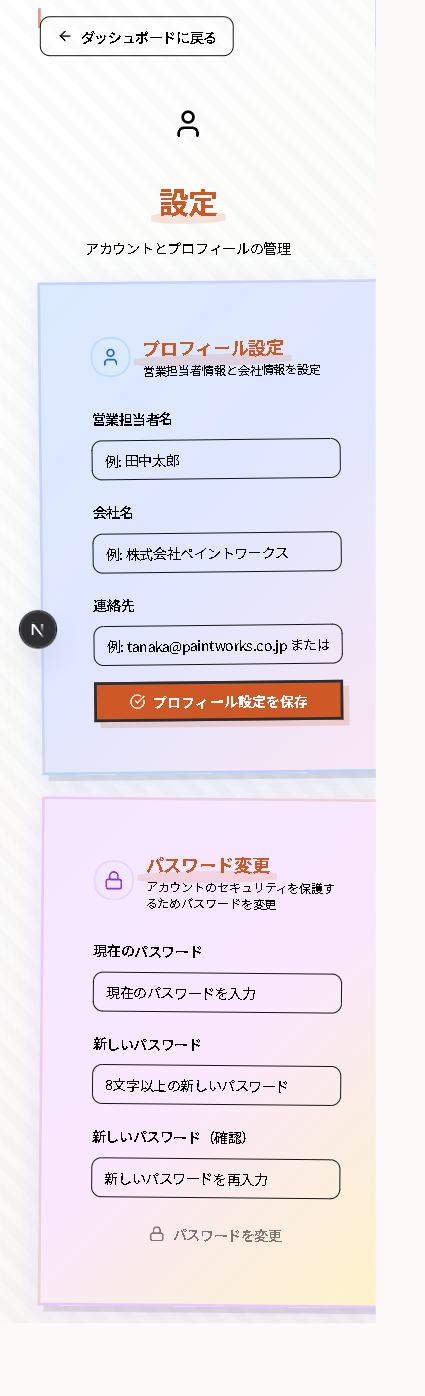 ダッシュボードに戻る
設定
アカウントとプロフィールの管理
プロフィール設定
営業担当者情報と会社情報を設定
営業担当者名
例: 田中太郎
会社名
例: 株式会社ペイントワークス
連絡先
例: tanaka@paintworks.co.jp または
N
プロフィール設定を保存
パスワード変更
アカウントのセキュリティを保護す
るためパスワードを変更
現在のパスワード
現在のパスワードを入力
新しいパスワード
8文字以上の新しいパスワード
新しいパスワード（確認）
新しいパスワードを再入力
パスワードを変更